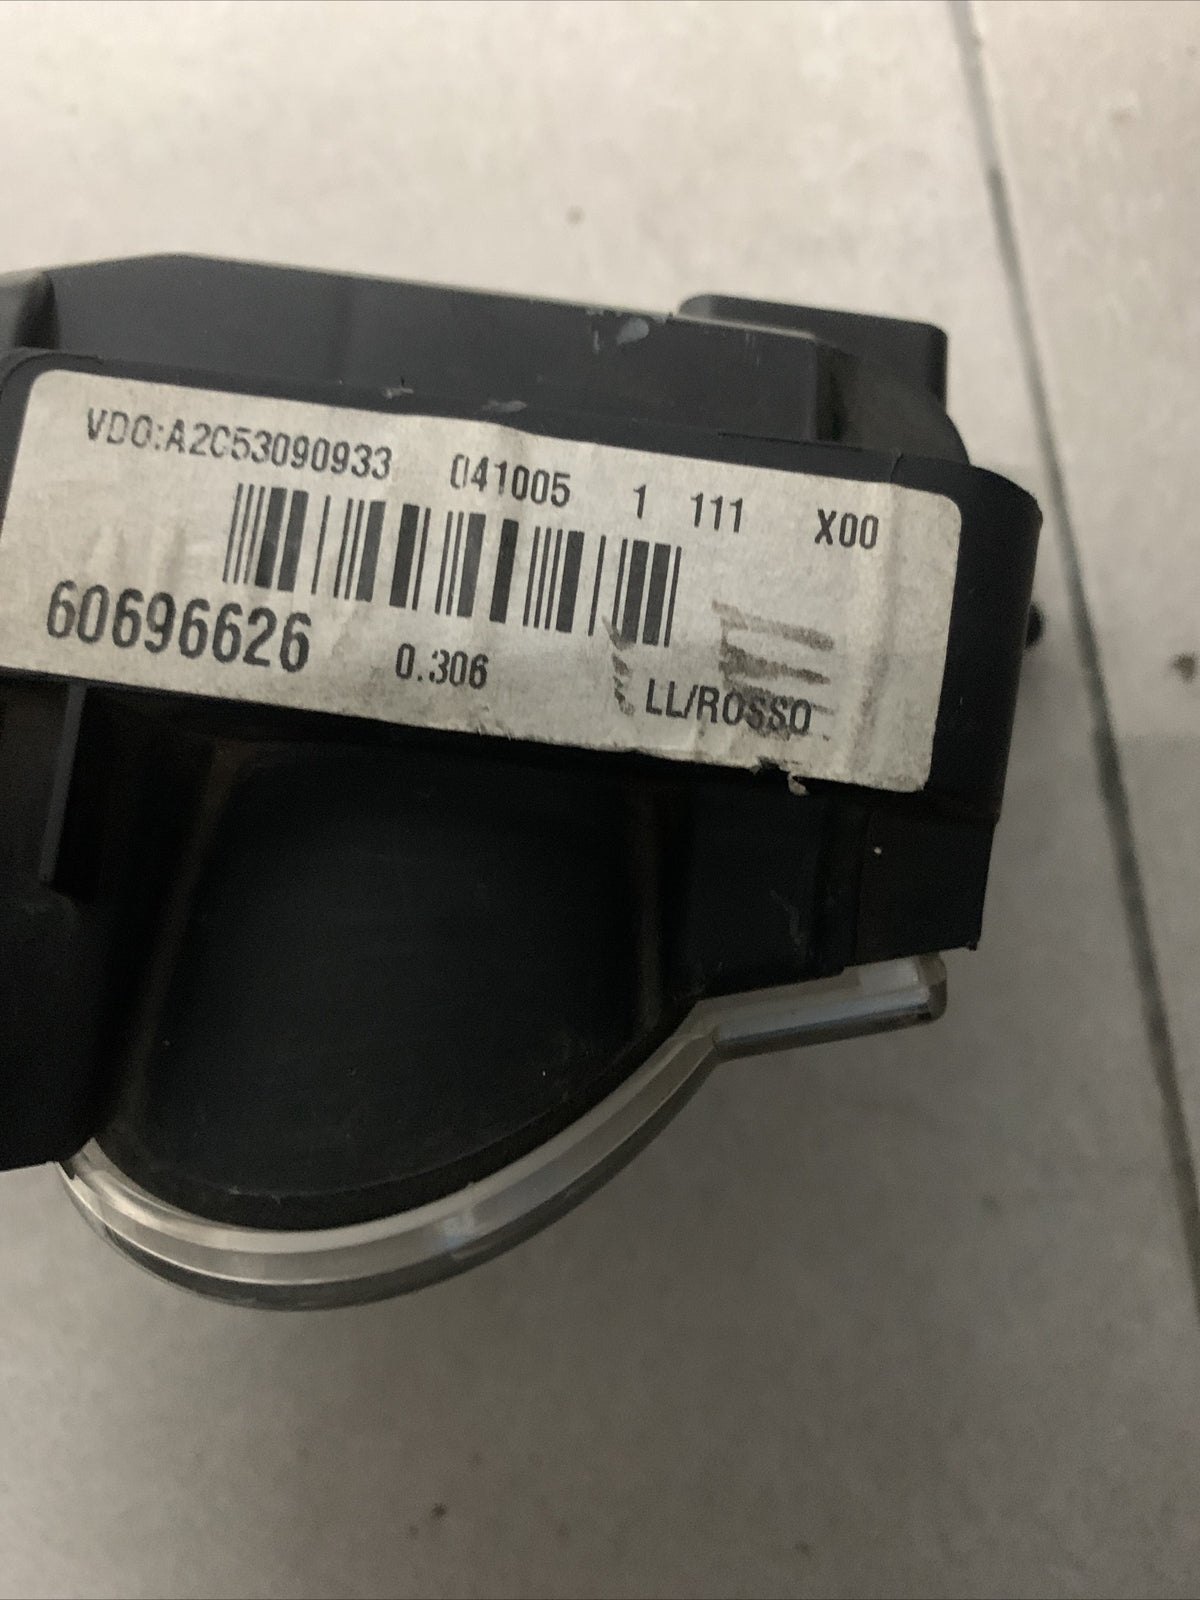 VDO:A2C53090933 041005 1 111 X00
60696626 0.306 LL/ROSSO